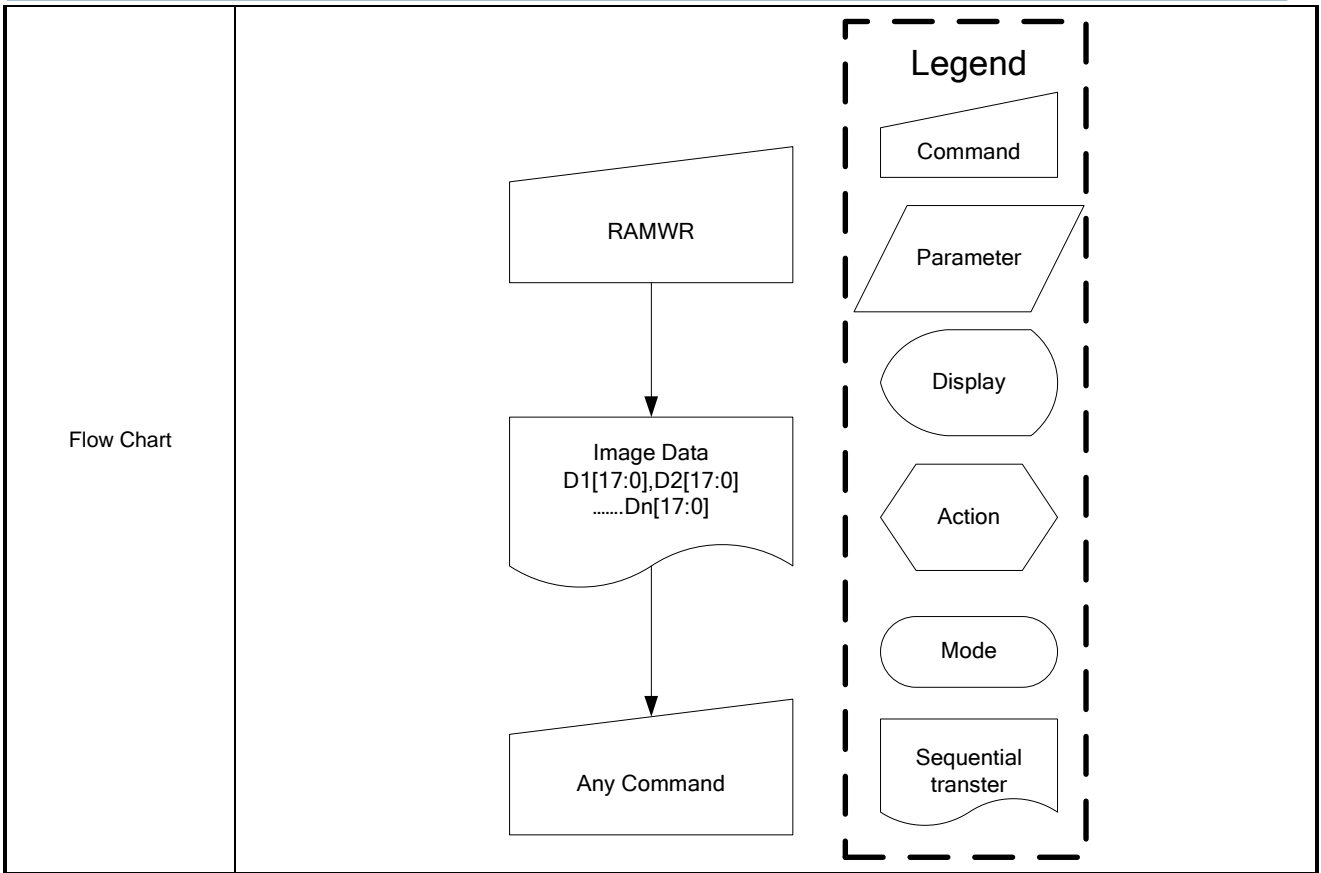 Flow Chart
RAMWR
Image Data
D1[17:0],D2[17:0]
.......Dn[17:0]
Any Command
Legend
Command
Parameter
Display
Action
Mode
Sequential
transter